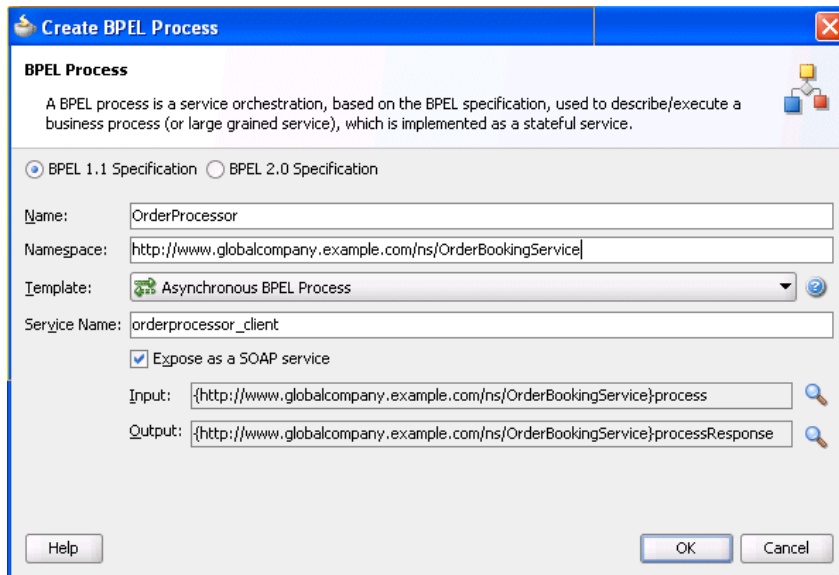 Create BPEL Process
BPEL Process
A BPEL process is a service orchestration, based on the BPEL specification, used to describe/execute a
business process (or large grained service), which is implemented as a stateful service.
BPEL 1.1 Specification BPEL 2.0 Specification
Name: OrderProcessor
Namespace: http://www.globalcompany.example.com/ns/OrderBookingService
Template: Asynchronous BPEL Process
Service Name: orderprocessor_client
Expose as a SOAP service
Input: {http://www.globalcompany.example.com/ns/OrderBookingService}process
Output: {http://www.globalcompany.example.com/ns/OrderBookingService}processResponse
Help OK Cancel